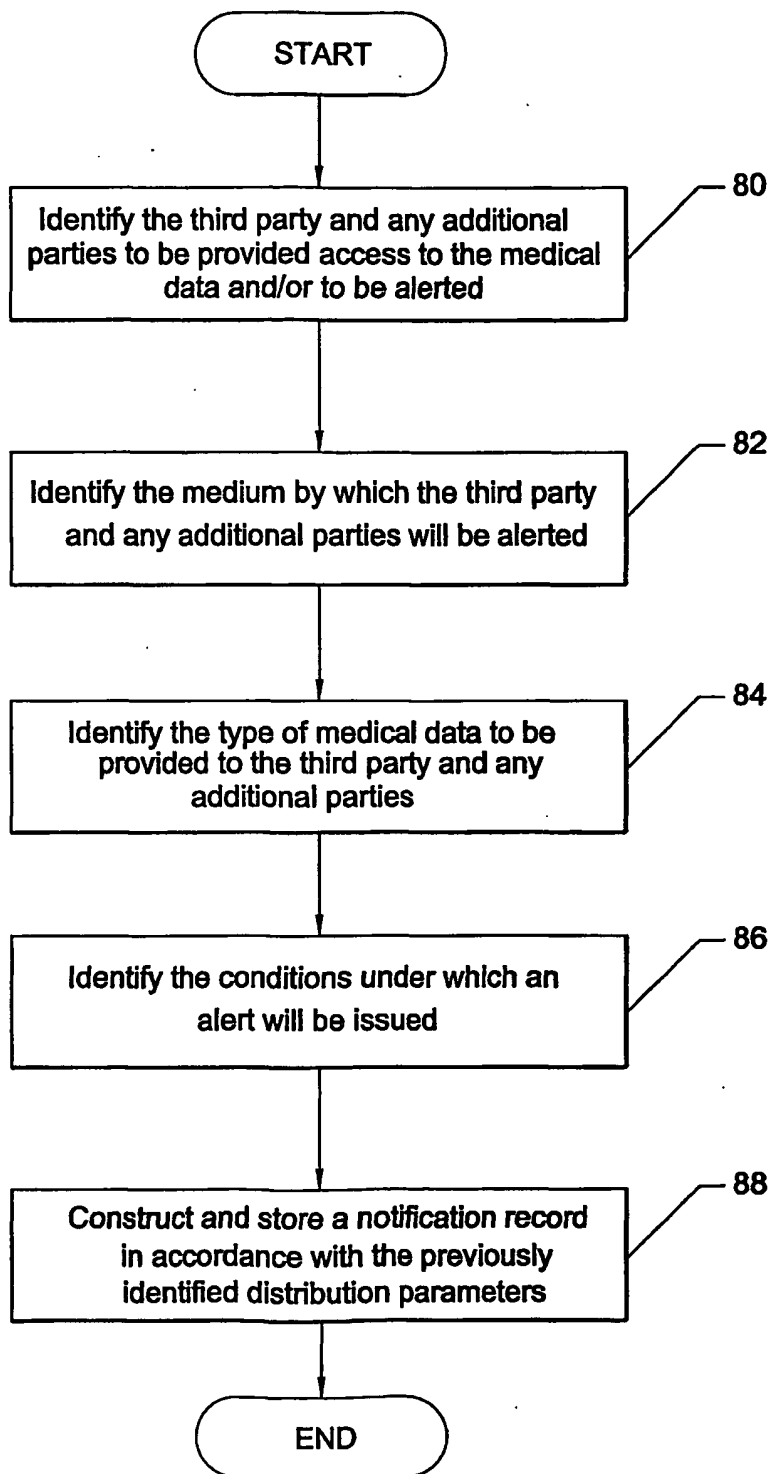 START
80
Identify the third party and any additional
parties to be provided access to the medical
data and/or to be alerted
82
Identify the medium by which the third party
and any additional parties will be alerted
84
Identify the type of medical data to be
provided to the third party and any
additional parties
86
Identify the conditions under which an
alert will be issued
88
Construct and store a notification record
in accordance with the previously
identified distribution parameters
END